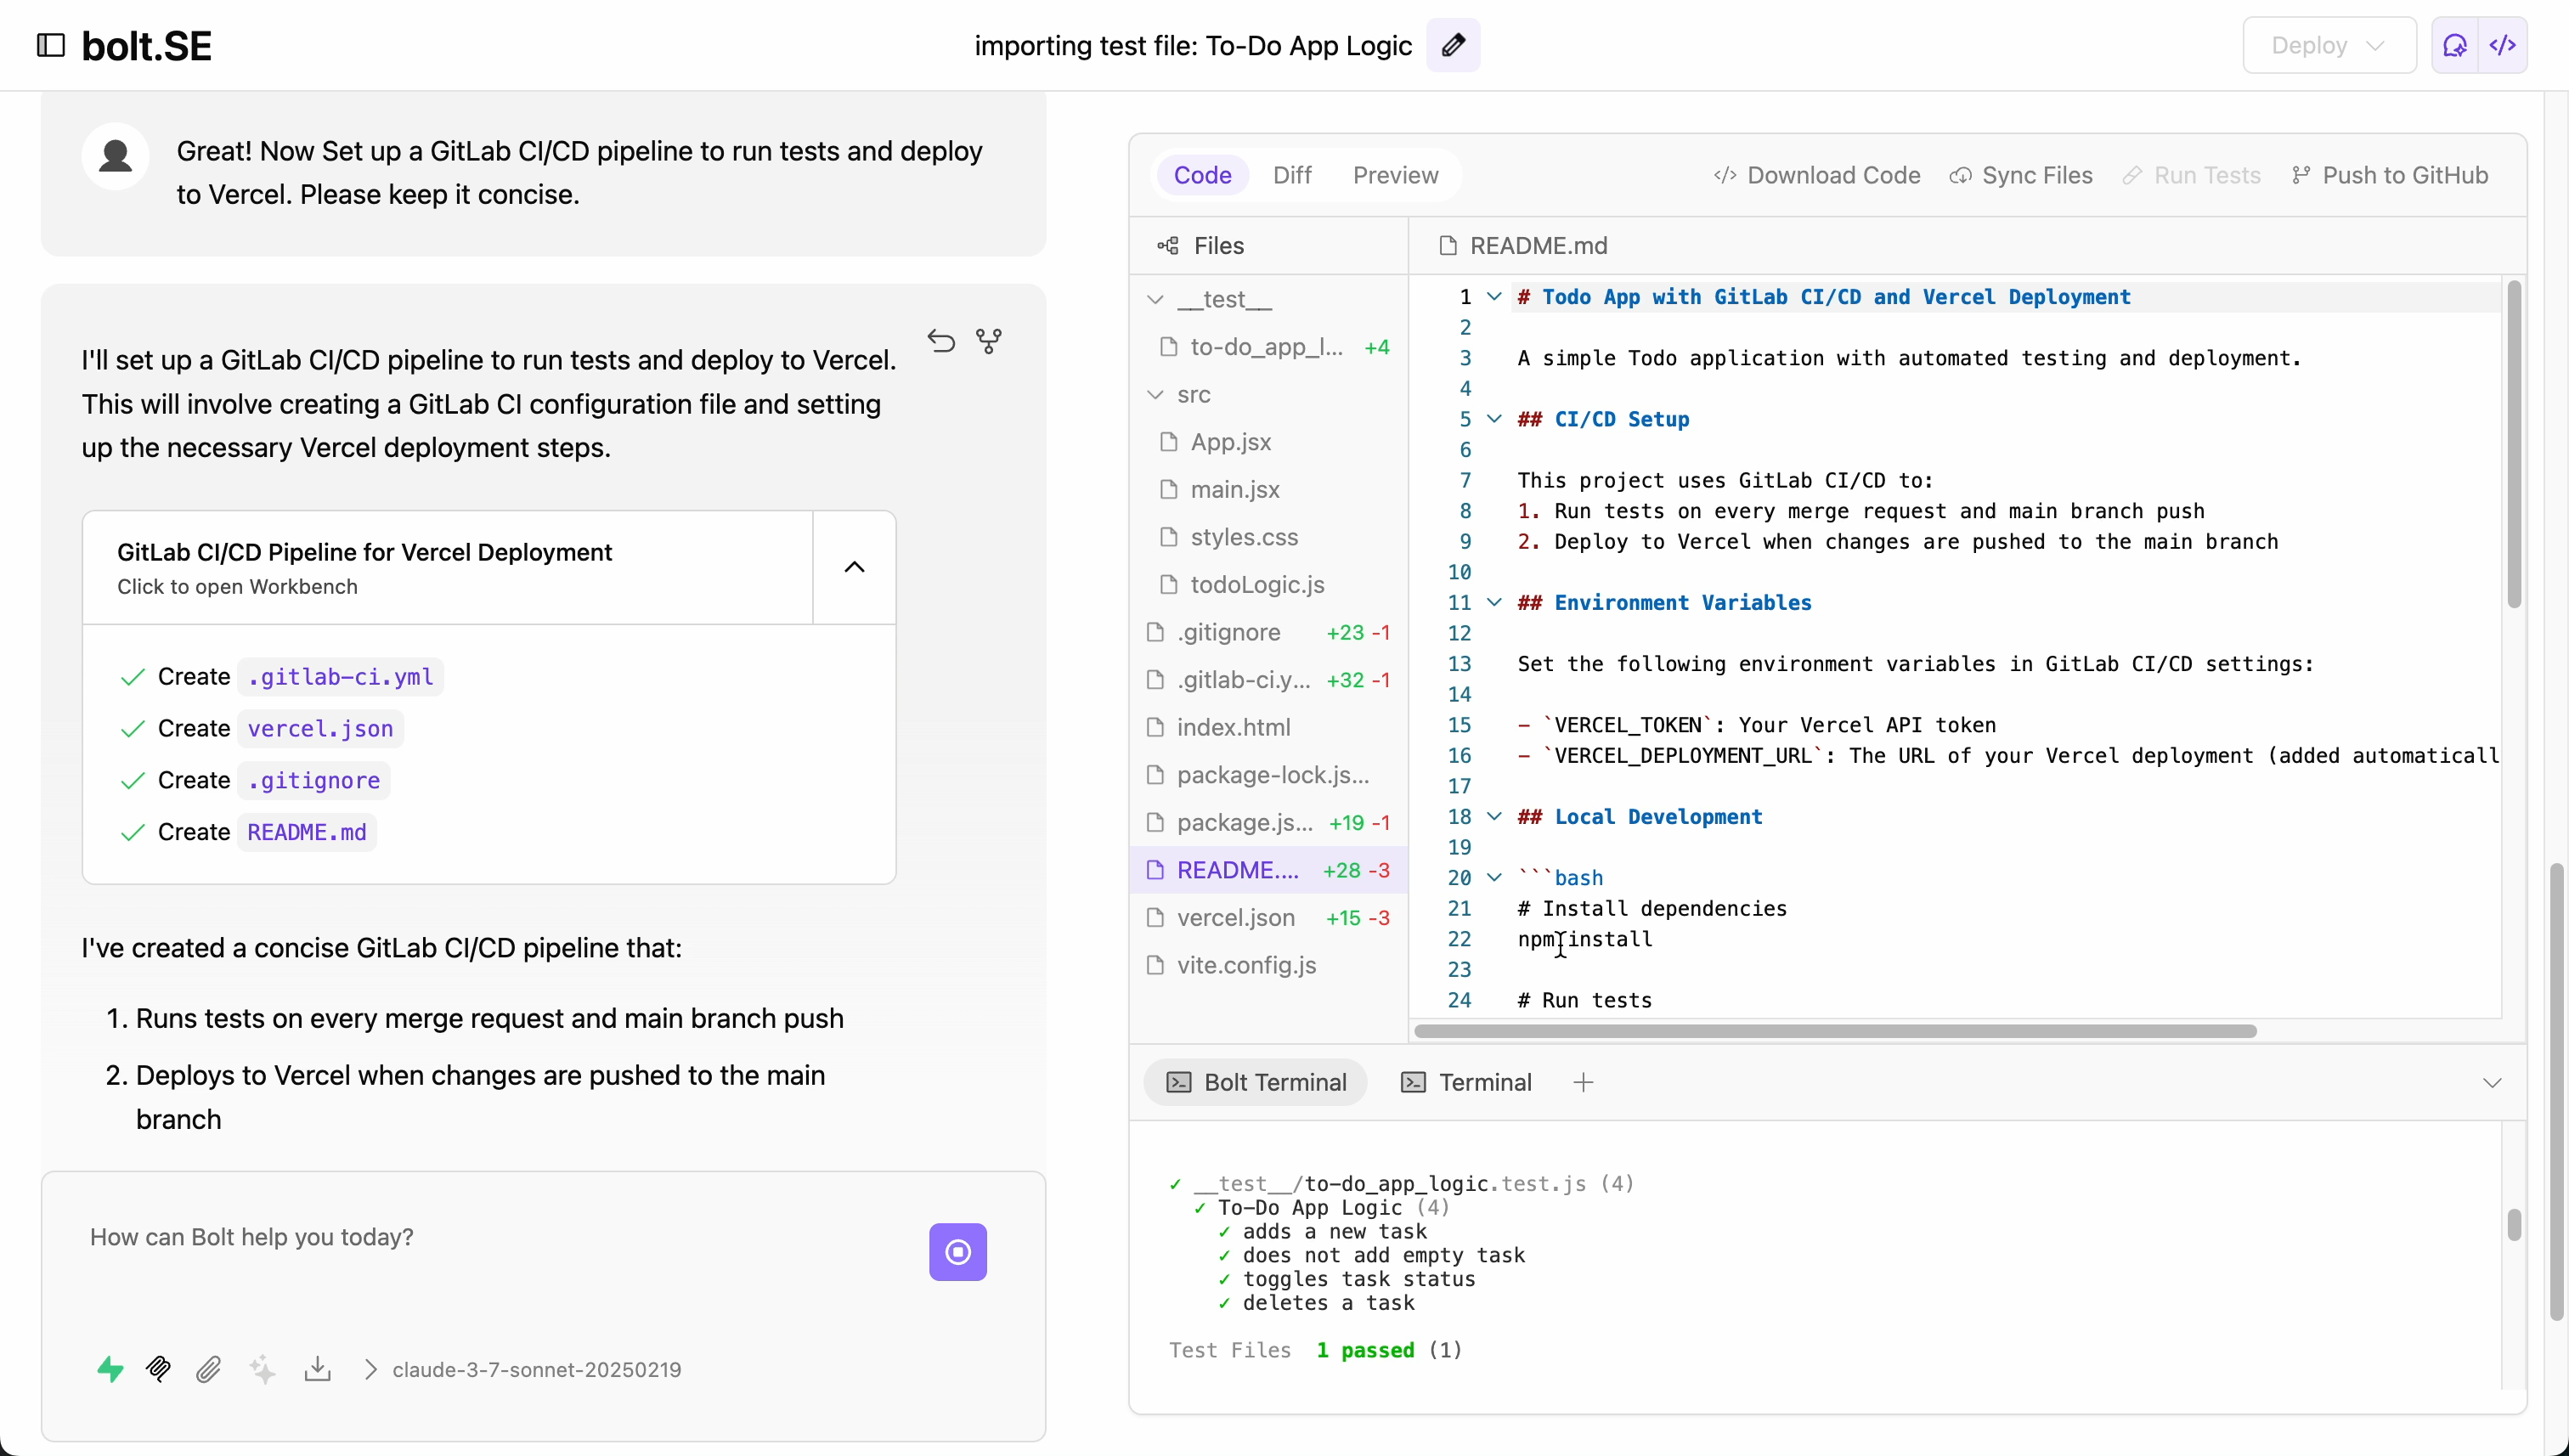 bolt.SE
importing test file: To-Do App Logic
Deploy
Great! Now Set up a GitLab CI/CD pipeline to run tests and deploy
to Vercel. Please keep it concise.
I'll set up a GitLab CI/CD pipeline to run tests and deploy to Vercel.
This will involve creating a GitLab CI configuration file and setting
up the necessary Vercel deployment steps.
GitLab CI/CD Pipeline for Vercel Deployment
Click to open Workbench
Create .gitlab-ci.yml
Create vercel.json
Create .gitignore
Create README.md
I've created a concise GitLab CI/CD pipeline that:
1. Runs tests on every merge request and main branch push
2. Deploys to Vercel when changes are pushed to the main
branch
How can Bolt help you today?
claude-3-7-sonnet-20250219
Code Diff Preview
</> Download Code Sync Files Run Tests Push to GitHub
Files
__test__
to-do_app_l... +4
src
App.jsx
main.jsx
styles.css
todoLogic.js
.gitignore +23 -1
.gitlab-ci.y... +32 -1
index.html
package-lock.js...
package.js... +19 -1
README.... +28 -3
vercel.json +15 -3
vite.config.js
README.md
1 # Todo App with GitLab CI/CD and Vercel Deployment
2
3 A simple Todo application with automated testing and deployment.
4
5 ## CI/CD Setup
6
7 This project uses GitLab CI/CD to:
8 1. Run tests on every merge request and main branch push
9 2. Deploy to Vercel when changes are pushed to the main branch
10
11 ## Environment Variables
12
13 Set the following environment variables in GitLab CI/CD settings:
14
15 - `VERCEL_TOKEN`: Your Vercel API token
16 - `VERCEL_DEPLOYMENT_URL`: The URL of your Vercel deployment (added automaticall
17
18 ## Local Development
19
20 ```bash
21 # Install dependencies
22 npm install
23
24 # Run tests
Bolt Terminal Terminal
✓ __test__/to-do_app_logic.test.js (4)
✓ To-Do App Logic (4)
✓ adds a new task
✓ does not add empty task
✓ toggles task status
✓ deletes a task
Test Files 1 passed (1)